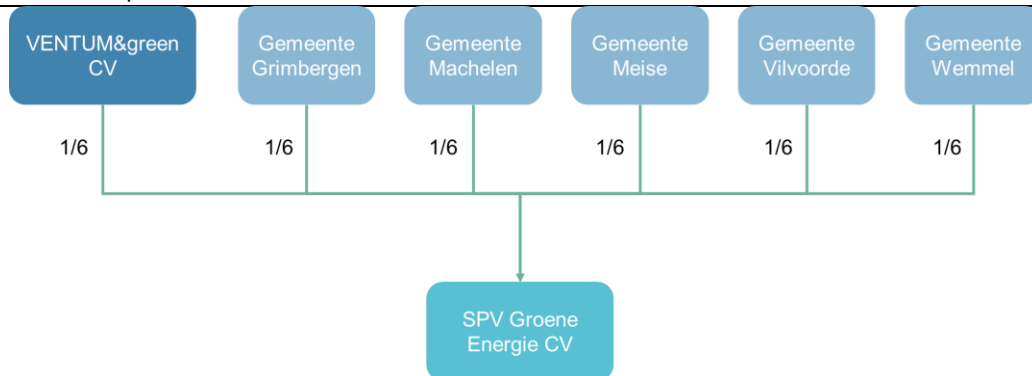 VENTUM&green
CV
Gemeente
Grimbergen
Gemeente
Machelen
Gemeente
Meise
Gemeente
Vilvoorde
Gemeente
Wemmel
1/6
1/6
1/6
1/6
1/6
1/6
SPV Groene
Energie CV